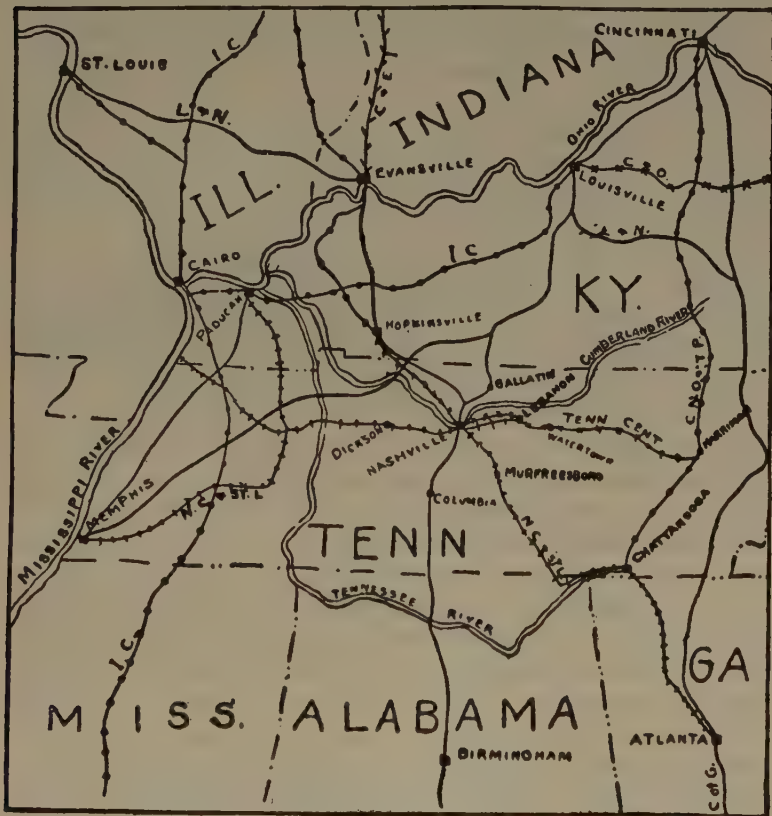 CINCINNATI
I.C.
ST. LOUIS
C & E I
INDIANA
OHIO RIVER
L & N.
EVANSVILLE
C & O.
LOUISVILLE
ILL.
L & N.
CAIRO
I C
KY.
PADUCAH
HOPKINSVILLE
CUMBERLAND RIVER
GALLATIN
LEBANON
C N O & T P.
TENN CENT
DICKSON
NASHVILLE
WATERTOWN
HARRIMAN
MISSISSIPPI RIVER
MURFREESBORO
MEMPHIS
N. C & ST. L
COLUMBIA
CHATTANOOGA
TENN
N C & ST L
TENNESSEE RIVER
I. C.
GA
MISS.
ALABAMA
ATLANTA
BIRMINGHAM
C of G.